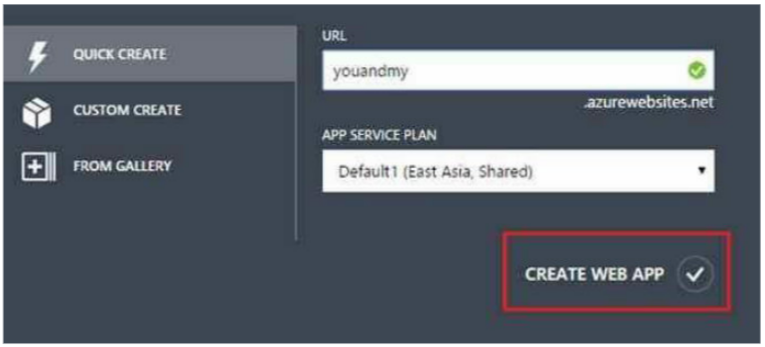 QUICK CREATE
CUSTOM CREATE
FROM GALLERY
URL
youandmy
.azurewebsites.net
APP SERVICE PLAN
Default1 (East Asia, Shared)
CREATE WEB APP